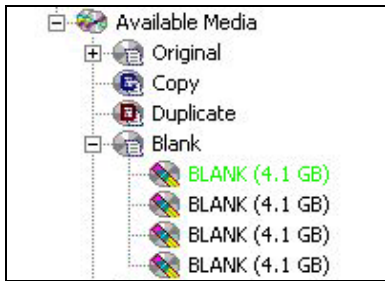 Available Media
Original
Copy
Duplicate
Blank
BLANK (4.1 GB)
BLANK (4.1 GB)
BLANK (4.1 GB)
BLANK (4.1 GB)